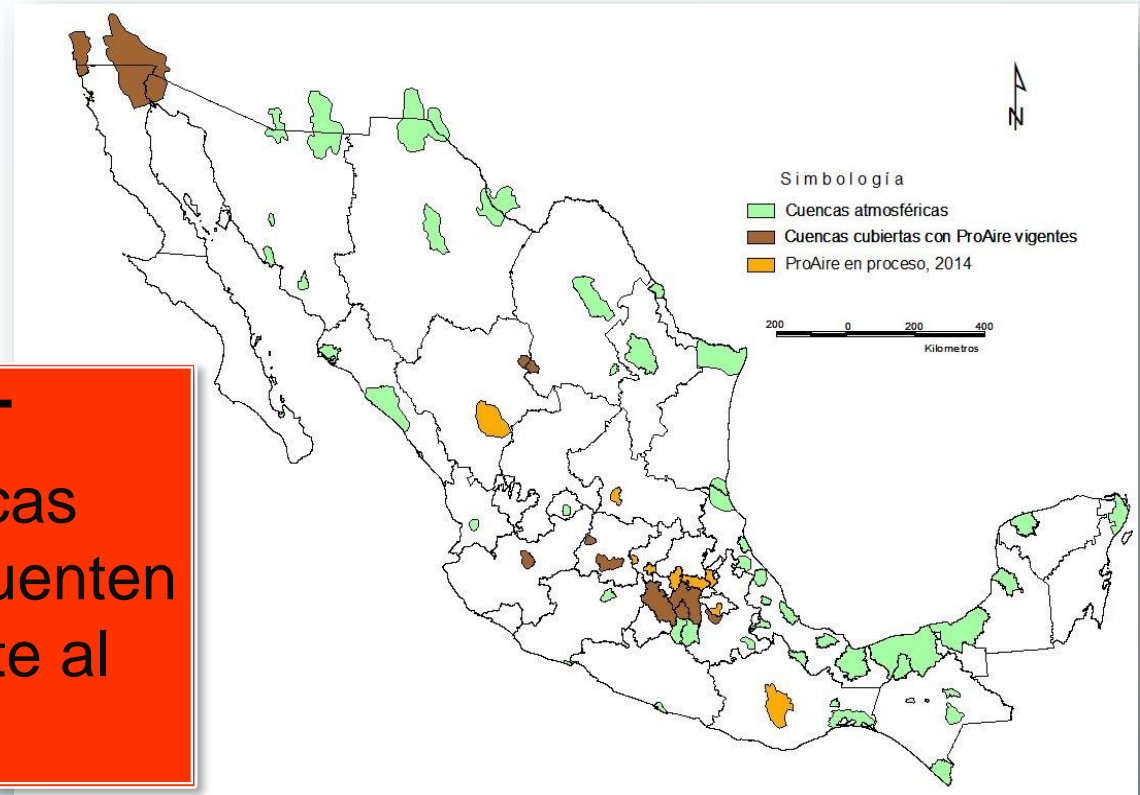 N
Simbología
Cuencas atmosféricas
Cuencas cubiertas con ProAire vigentes
ProAire en proceso, 2014
200 0 200 400
Kilometros
-
cas
uenten
te al